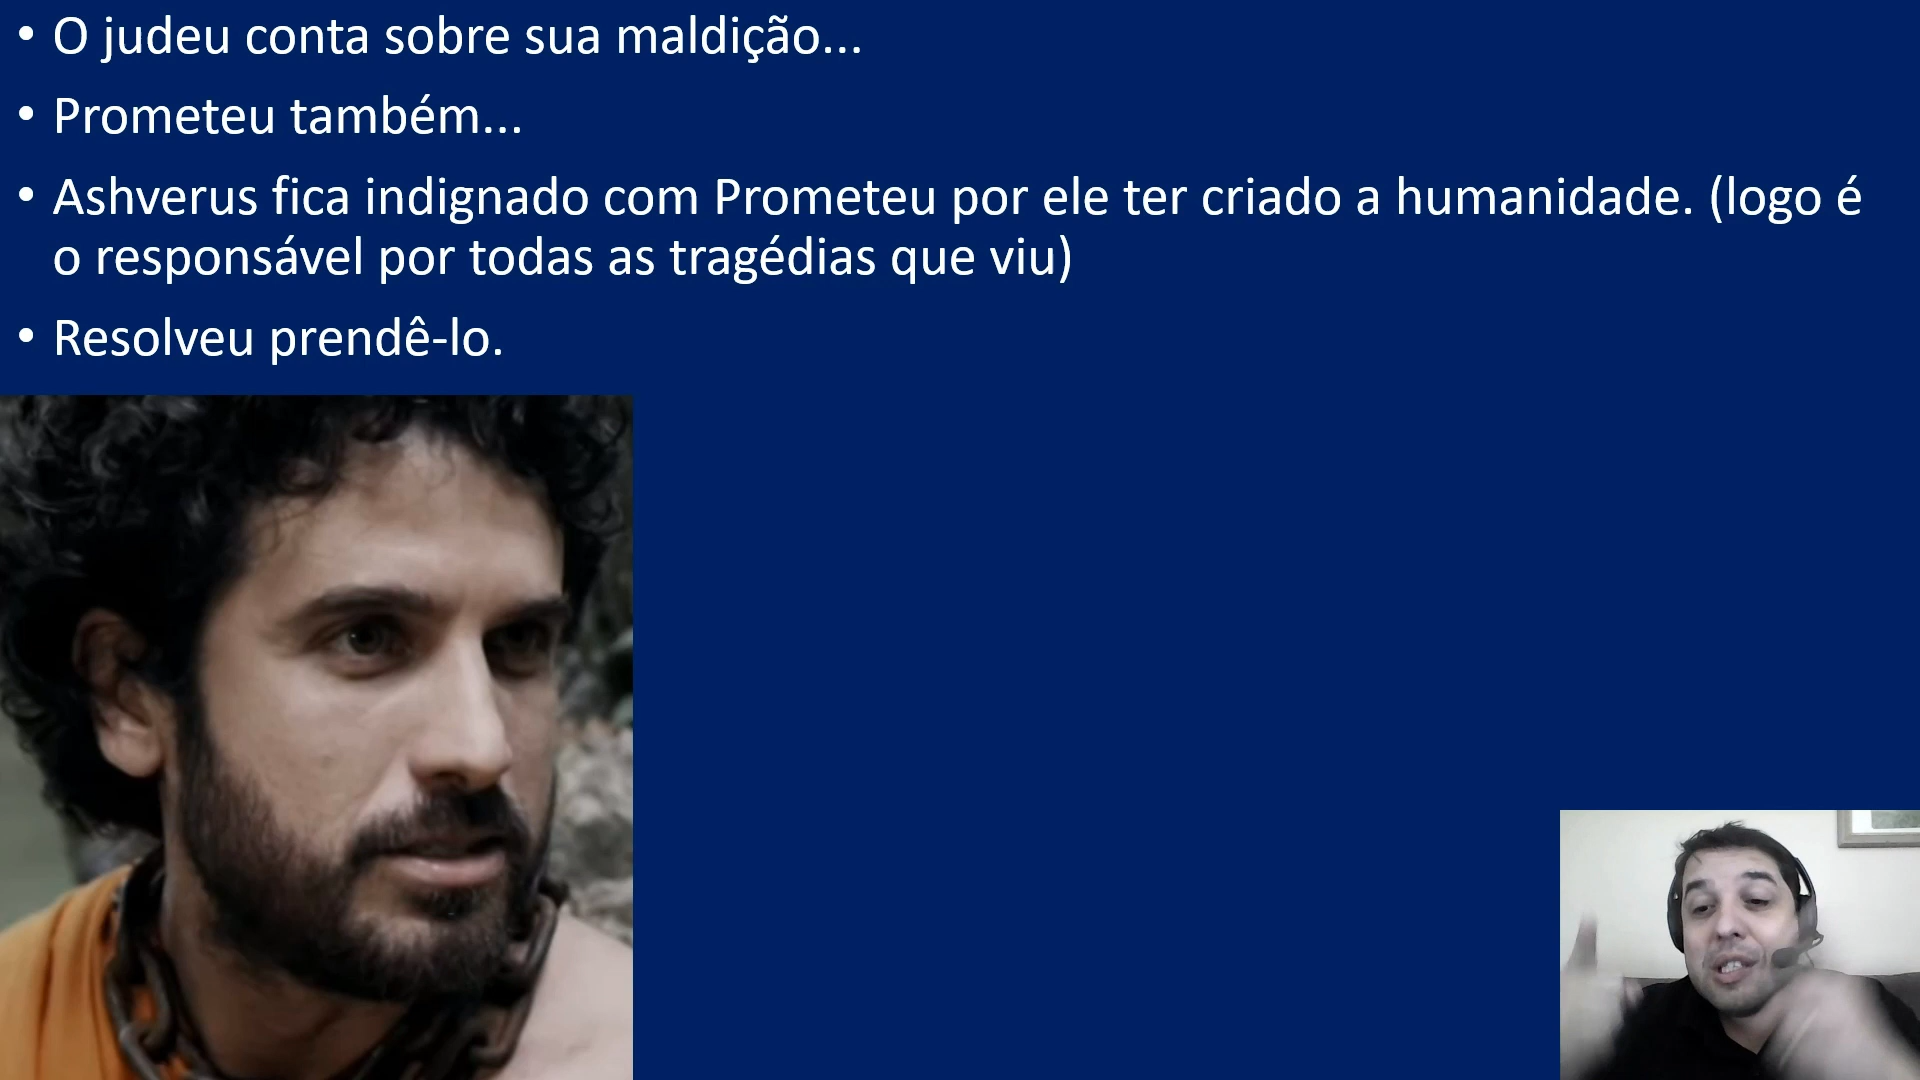 • O judeu conta sobre sua maldição...
• Prometeu também...
• Ashverus fica indignado com Prometeu por ele ter criado a humanidade. (logo é
o responsável por todas as tragédias que viu)
• Resolveu prendê-lo.